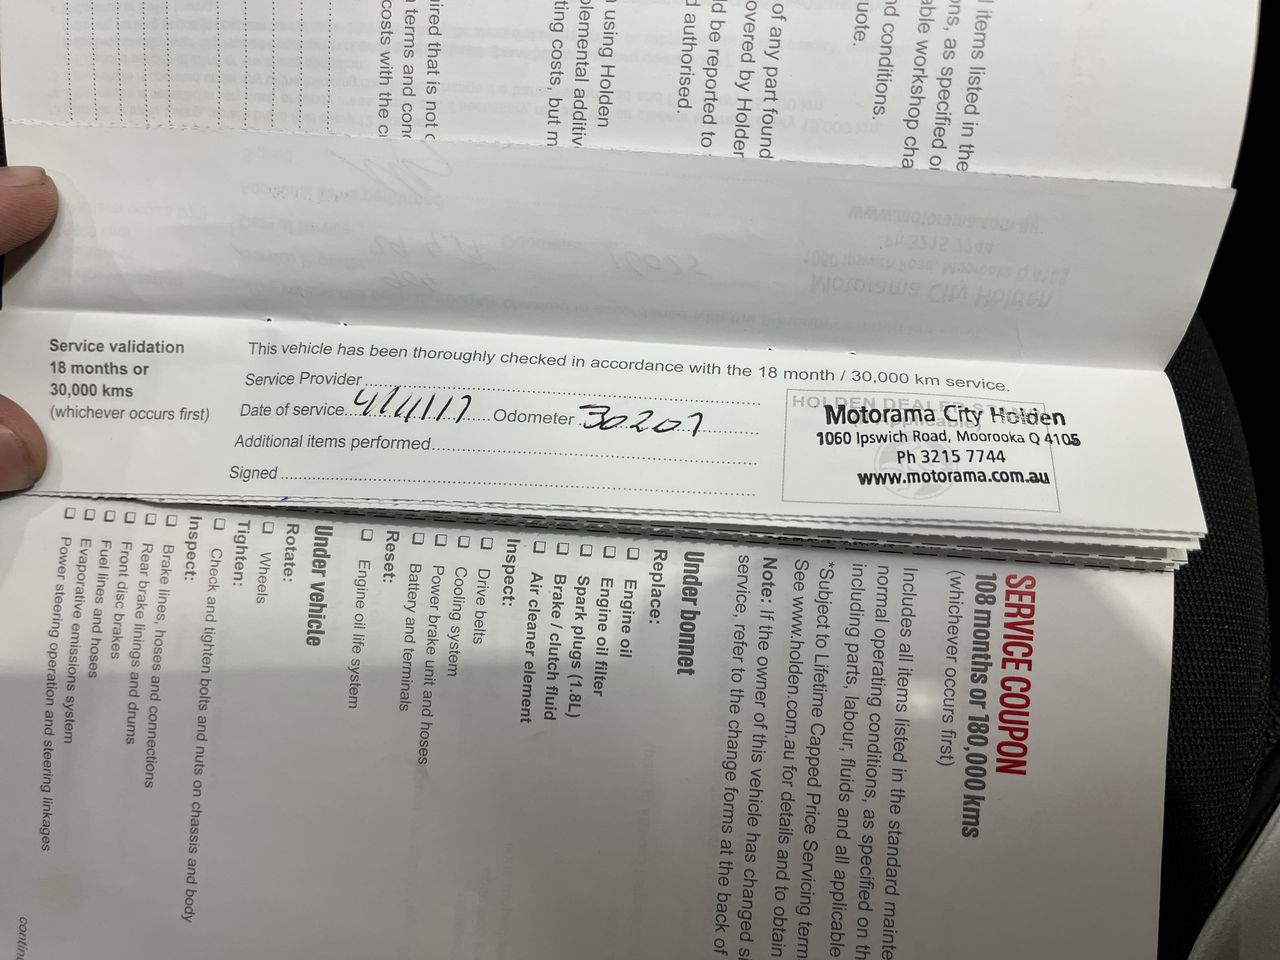 Service validation
18 months or
30,000 kms
(whichever occurs first)
This vehicle has been thoroughly checked in accordance with the 18 month / 30,000 km service.
Service Provider
Date of service 4/4/17 Odometer 30207
Additional items performed
Signed
HOLDEN DEALER
Motorama City Holden
1060 Ipswich Road, Moorooka Q 4105
Ph 3215 7744
www.motorama.com.au
l items listed in the
ons, as specified o
able workshop cha
nd conditions.
uote.
of any part found
overed by Holder
ld be reported to
d authorised.
using Holden
plemental additiv
ting costs, but m
ired that is not c
terms and conc
costs with the c
SERVICE COUPON
108 months or 180,000 kms
(whichever occurs first)
Includes all items listed in the standard mainte
normal operating conditions, as specified on th
including parts, labour, fluids and all applicable
*Subject to Lifetime Capped Price Servicing term
See www.holden.com.au for details and to obtain
Note: If the owner of this vehicle has changed s
service, refer to the change forms at the back of
Under bonnet
Replace:
Engine oil
Engine oil filter
Spark plugs (1.8L)
Brake / clutch fluid
Air cleaner element
Inspect:
Drive belts
Cooling system
Power brake unit and hoses
Battery and terminals
Reset:
Engine oil life system
Under vehicle
Rotate:
Wheels
Tighten:
Check and tighten bolts and nuts on chassis and body
Inspect:
Brake lines, hoses and connections
Rear brake linings and drums
Front disc brakes
Fuel lines and hoses
Evaporative emissions system
Power steering operation and steering linkages
contin